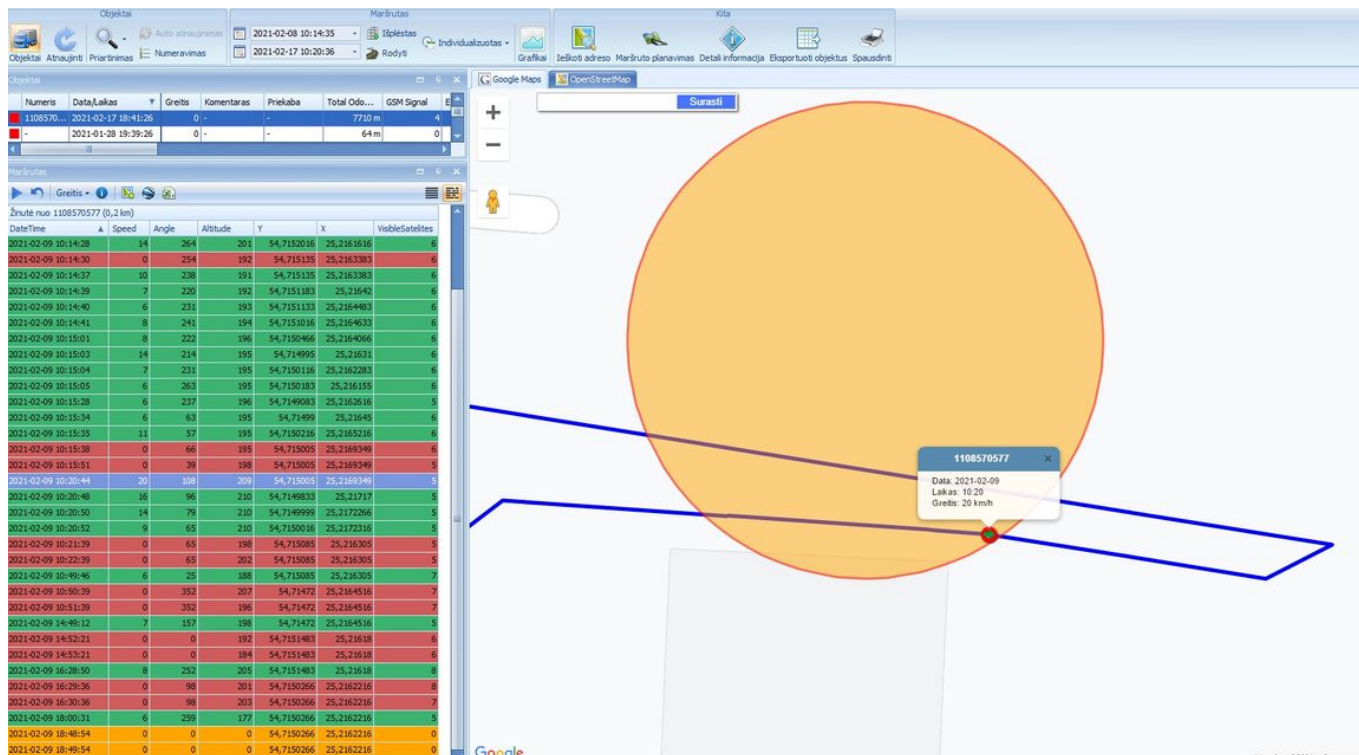 Objektai
Maršrutas
Kita
Objektai
Atnaujinti
Priartinimas
Auto atnaujinimas
Numeravimas
2021-02-08 10:14:35
2021-02-17 10:20:36
Išplėstas
Rodyti
Individualizuotas
Grafikai
Ieškoti adreso
Maršruto planavimas
Detali informacija
Eksportuoti objektus
Spausdinti
Objektai
Numeris Data/Laikas Greitis Komentaras Priekaba Total Odo... GSM Signal E
1108570... 2021-02-17 18:41:26 0 - - 7710 m 4
- 2021-01-28 19:39:26 0 - - 64 m 0
Maršrutas
Greitis
Žinutė nuo 1108570577 (0,2 km)
DateTime Speed Angle Altitude Y X VisibleSatelites
2021-02-09 10:14:28 14 264 201 54,7152016 25,2161616 6
2021-02-09 10:14:30 0 254 192 54,715135 25,2163383 6
2021-02-09 10:14:37 10 238 191 54,715135 25,2163383 6
2021-02-09 10:14:39 7 220 192 54,7151183 25,21642 6
2021-02-09 10:14:40 6 231 193 54,7151133 25,2164483 6
2021-02-09 10:14:41 8 241 194 54,7151016 25,2164633 6
2021-02-09 10:15:01 8 222 196 54,7150466 25,2164066 6
2021-02-09 10:15:03 14 214 195 54,714995 25,21631 6
2021-02-09 10:15:04 7 231 195 54,7150116 25,2162283 6
2021-02-09 10:15:05 6 263 195 54,7150183 25,216155 6
2021-02-09 10:15:28 6 237 196 54,7149083 25,2162616 5
2021-02-09 10:15:34 6 63 195 54,71499 25,21645 6
2021-02-09 10:15:35 11 57 195 54,7150216 25,2165216 6
2021-02-09 10:15:38 0 66 195 54,715005 25,2169349 6
2021-02-09 10:15:51 0 39 198 54,715005 25,2169349 5
2021-02-09 10:20:44 20 108 209 54,715005 25,2169349 5
2021-02-09 10:20:48 16 96 210 54,7149833 25,21717 5
2021-02-09 10:20:50 14 79 210 54,7149999 25,2172266 5
2021-02-09 10:20:52 9 65 210 54,7150016 25,2172316 5
2021-02-09 10:21:39 0 65 198 54,715085 25,216305 5
2021-02-09 10:22:39 0 65 202 54,715085 25,216305 5
2021-02-09 10:49:46 6 25 188 54,715085 25,216305 7
2021-02-09 10:50:39 0 352 207 54,71472 25,2164516 7
2021-02-09 10:51:39 0 352 196 54,71472 25,2164516 7
2021-02-09 14:49:12 7 157 198 54,71472 25,2164516 5
2021-02-09 14:52:21 0 0 192 54,7151483 25,21618 6
2021-02-09 14:53:21 0 0 184 54,7151483 25,21618 6
2021-02-09 16:28:50 8 252 205 54,7151483 25,21618 8
2021-02-09 16:29:36 0 98 201 54,7150266 25,2162216 8
2021-02-09 16:30:36 0 98 203 54,7150266 25,2162216 7
2021-02-09 18:00:31 6 259 177 54,7150266 25,2162216 5
2021-02-09 18:48:54 0 0 0 54,7150266 25,2162216 0
2021-02-09 18:49:54 0 0 0 54,7150266 25,2162216 0
Google Maps
OpenStreetMap
Surasti
1108570577
Data: 2021-02-09
Laikas: 10:20
Greitis: 20 km/h
Google